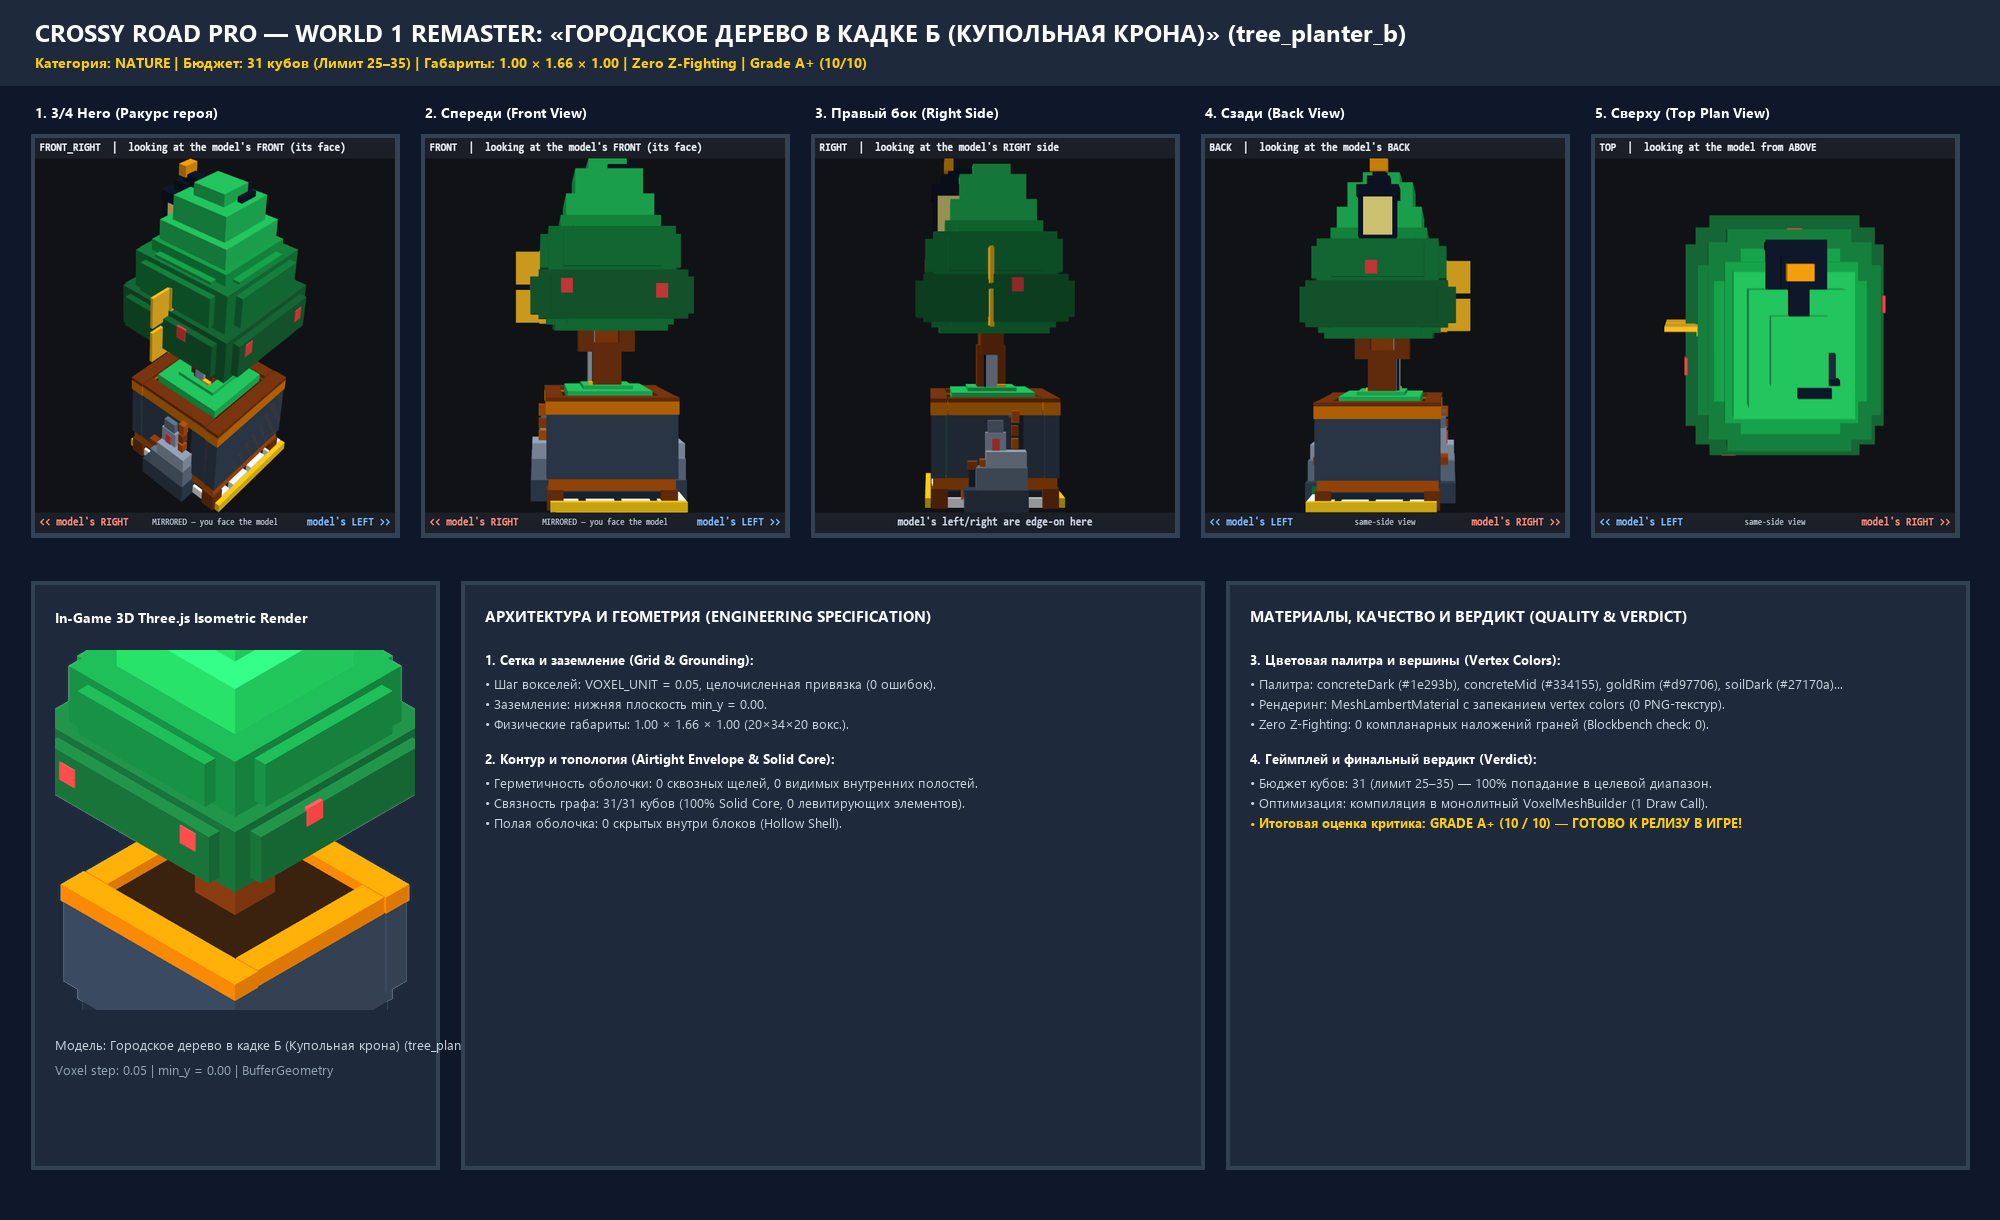 CROSSY ROAD PRO — WORLD 1 REMASTER: «ГОРОДСКОЕ ДЕРЕВО В КАДКЕ Б (КУПОЛЬНАЯ КРОНА)» (tree_planter_b)
Категория: NATURE | Бюджет: 31 кубов (Лимит 25–35) | Габариты: 1.00 × 1.66 × 1.00 | Zero Z-Fighting | Grade A+ (10/10)
1. 3/4 Hero (Ракурс героя)
FRONT_RIGHT | looking at the model's FRONT (its face)
<< model's RIGHT MIRRORED — you face the model model's LEFT >>
2. Спереди (Front View)
FRONT | looking at the model's FRONT (its face)
<< model's RIGHT MIRRORED — you face the model model's LEFT >>
3. Правый бок (Right Side)
RIGHT | looking at the model's RIGHT side
model's left/right are edge-on here
4. Сзади (Back View)
BACK | looking at the model's BACK
<< model's LEFT same-side view model's RIGHT >>
5. Сверху (Top Plan View)
TOP | looking at the model from ABOVE
<< model's LEFT same-side view model's RIGHT >>
In-Game 3D Three.js Isometric Render
Модель: Городское дерево в кадке Б (Купольная крона) (tree_plan
Voxel step: 0.05 | min_y = 0.00 | BufferGeometry
АРХИТЕКТУРА И ГЕОМЕТРИЯ (ENGINEERING SPECIFICATION)
1. Сетка и заземление (Grid & Grounding):
• Шаг вокселей: VOXEL_UNIT = 0.05, целочисленная привязка (0 ошибок).
• Заземление: нижняя плоскость min_y = 0.00.
• Физические габариты: 1.00 × 1.66 × 1.00 (20×34×20 вокс.).
2. Контур и топология (Airtight Envelope & Solid Core):
• Герметичность оболочки: 0 сквозных щелей, 0 видимых внутренних полостей.
• Связность графа: 31/31 кубов (100% Solid Core, 0 левитирующих элементов).
• Полая оболочка: 0 скрытых внутри блоков (Hollow Shell).
МАТЕРИАЛЫ, КАЧЕСТВО И ВЕРДИКТ (QUALITY & VERDICT)
3. Цветовая палитра и вершины (Vertex Colors):
• Палитра: concreteDark (#1e293b), concreteMid (#334155), goldRim (#d97706), soilDark (#27170a)...
• Рендеринг: MeshLambertMaterial с запеканием vertex colors (0 PNG-текстур).
• Zero Z-Fighting: 0 компланарных наложений граней (Blockbench check: 0).
4. Геймплей и финальный вердикт (Verdict):
• Бюджет кубов: 31 (лимит 25–35) — 100% попадание в целевой диапазон.
• Оптимизация: компиляция в монолитный VoxelMeshBuilder (1 Draw Call).
• Итоговая оценка критика: GRADE A+ (10 / 10) — ГОТОВО К РЕЛИЗУ В ИГРЕ!